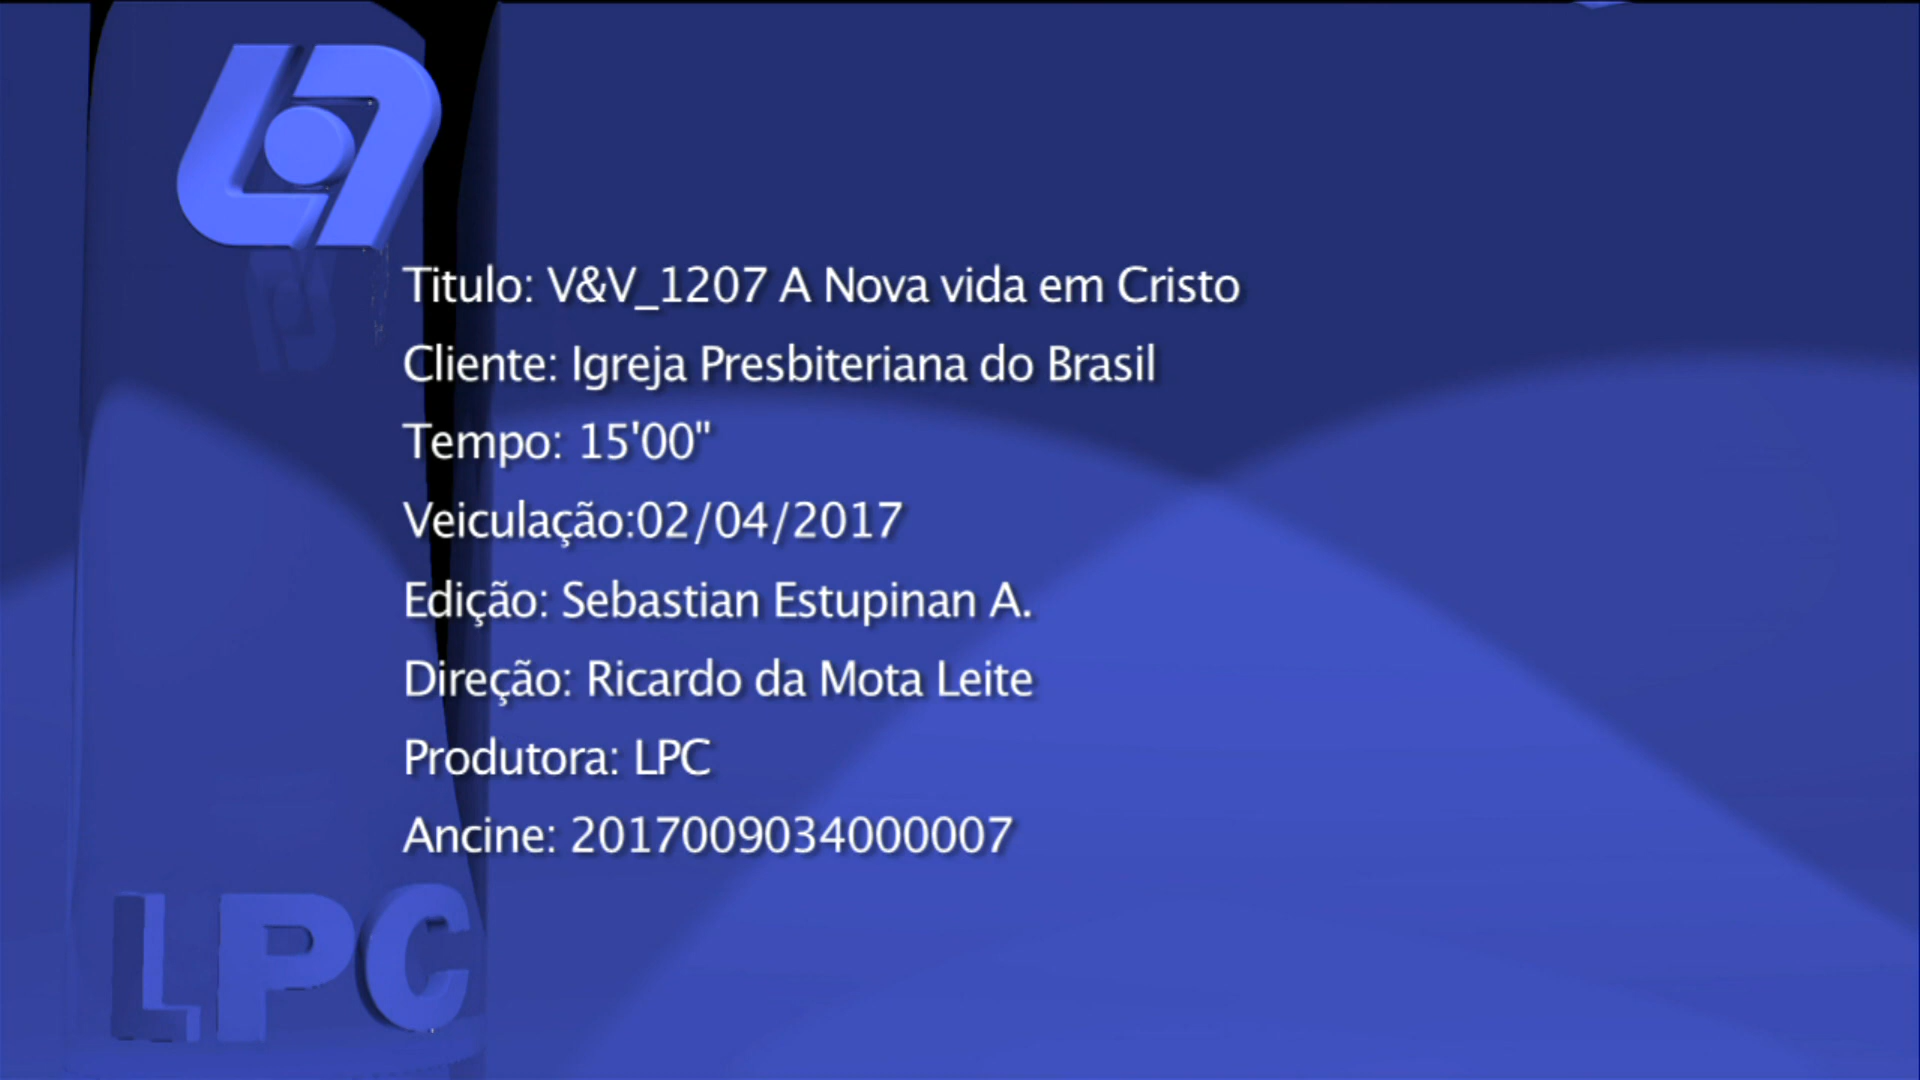 Titulo: V&V_1207 A Nova vida em Cristo
Cliente: Igreja Presbiteriana do Brasil
Tempo: 15'00"
Veiculação:02/04/2017
Edição: Sebastian Estupinan A.
Direção: Ricardo da Mota Leite
Produtora: LPC
Ancine: 2017009034000007
LPC